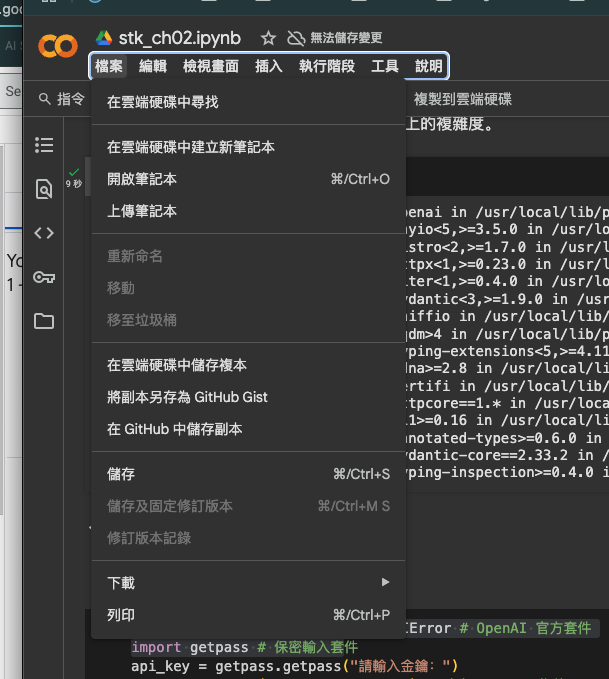 .goo
stk_ch02.ipynb
無法儲存變更
AI S
檔案 編輯 檢視畫面 插入 執行階段 工具 說明
Se
指令
複製到雲端硬碟
在雲端硬碟中尋找
上的複雜度。
在雲端硬碟中建立新筆記本
開啟筆記本 ⌘/Ctrl+O
9 秒
上傳筆記本
penai in /usr/local/lib/p
nyio<5,>=3.5.0 in /usr/lo
重新命名
istro<2,>=1.7.0 in /usr/l
Yo
ttpx<1,>=0.23.0 in /usr/l
1
移動
iter<1,>=0.4.0 in /usr/lo
ydantic<3,>=1.9.0 in /usr
移至垃圾桶
niffio in /usr/local/lib/
qdm>4 in /usr/local/lib/p
yping-extensions<5,>=4.11
在雲端硬碟中儲存複本
dna>=2.8 in /usr/local/li
ertifi in /usr/local/lib/
將副本另存為 GitHub Gist
ttpcore==1.* in /usr/loca
11>=0.16 in /usr/local/li
在 GitHub 中儲存副本
nnotated-types>=0.6.0 in
ydantic-core==2.33.2 in /
儲存 ⌘/Ctrl+S
yping-inspection>=0.4.0 i
儲存及固定修訂版本 ⌘/Ctrl+M S
修訂版本記錄
下載
列印 ⌘/Ctrl+P
IError # OpenAI 官方套件
import getpass # 保密輸入套件
api_key = getpass.getpass("請輸入金鑰：")